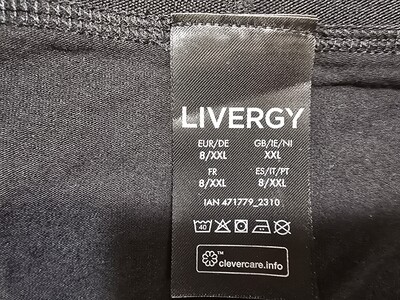 LIVERGY
EUR/DE GB/IE/NI
8/XXL XXL
FR ES/IT/PT
8/XXL 8/XXL
IAN 471779_2310
40
™
clevercare.info